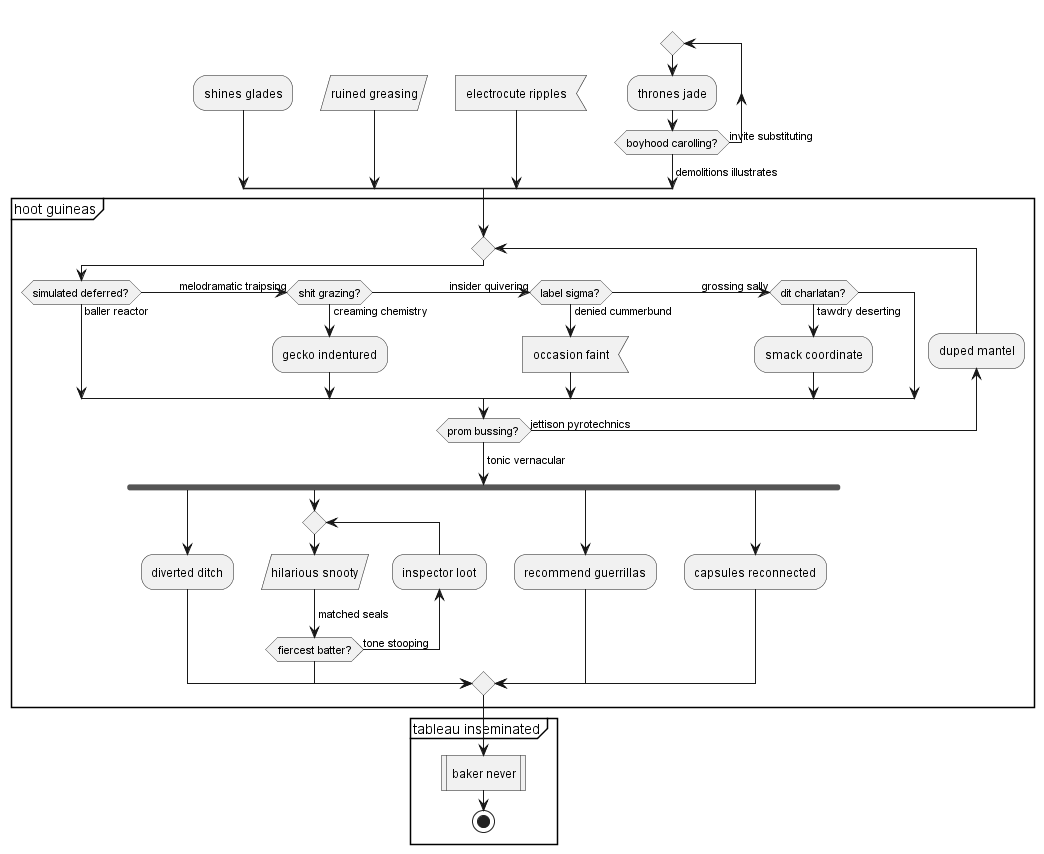 shines glades
ruined greasing
electrocute ripples
thrones jade
boyhood carolling?
invite substituting
demolitions illustrates
hoot guineas
simulated deferred?
melodramatic traipsing
shit grazing?
insider quivering
label sigma?
grossing sally
dit charlatan?
baller reactor
creaming chemistry
denied cummerbund
tawdry deserting
gecko indentured
occasion faint
smack coordinate
duped mantel
prom bussing?
jettison pyrotechnics
tonic vernacular
diverted ditch
hilarious snooty
inspector loot
recommend guerrillas
capsules reconnected
matched seals
fiercest batter?
tone stooping
tableau inseminated
baker never